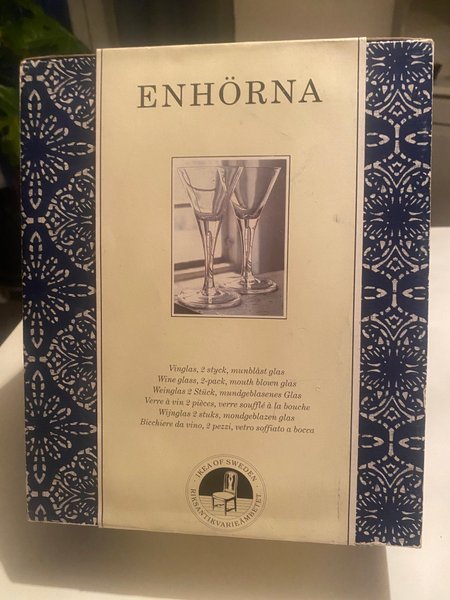 ENHÖRNA
Vinglas, 2 styck, munblåst glas
Wine glass, 2-pack, mouth blown glas
Weinglas 2 Stück, mundgeblasenes Glas
Verre à vin 2 pièces, verre soufflé à la bouche
Wijnglas 2 stuks, mondgeblazen glas
Bicchiere da vino, 2 pezzi, vetro soffiato a bocca
· IKEA OF SWEDEN ·
RIKSANTIKVARIEÄMBETET